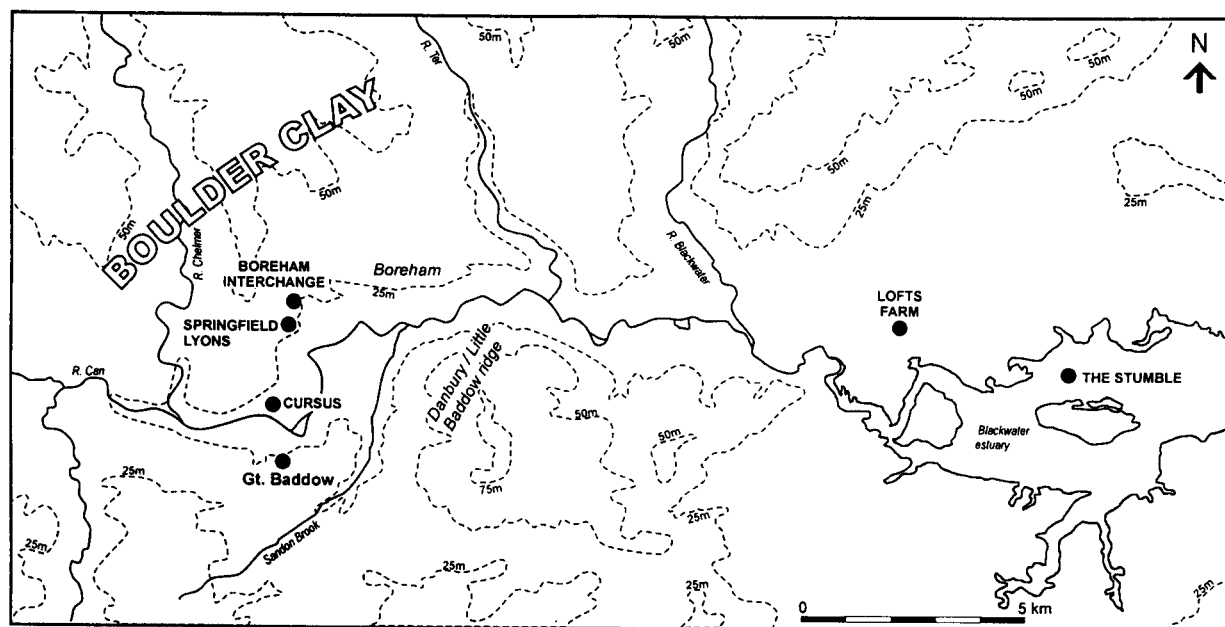 50m
R. Ter
50m
N
50m
50m
BOULDER CLAY
50m
50m
50m
25m
25m
R. Chelmer
R. Blackwater
BOREHAM
INTERCHANGE
Boreham
25m
SPRINGFIELD
LYONS
LOFTS
FARM
R. Can
CURSUS
Danbury / Little
Baddow ridge
THE STUMBLE
50m
50m
Blackwater
estuary
Gt. Baddow
25m
75m
25m
Sandon Brook
25m
25m
25m
25m
0
5 km